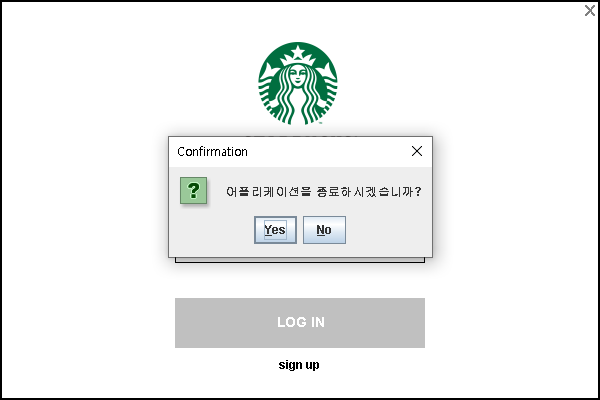 Confirmation
?
어플리케이션을 종료하시겠습니까?
Yes
No
LOG IN
sign up